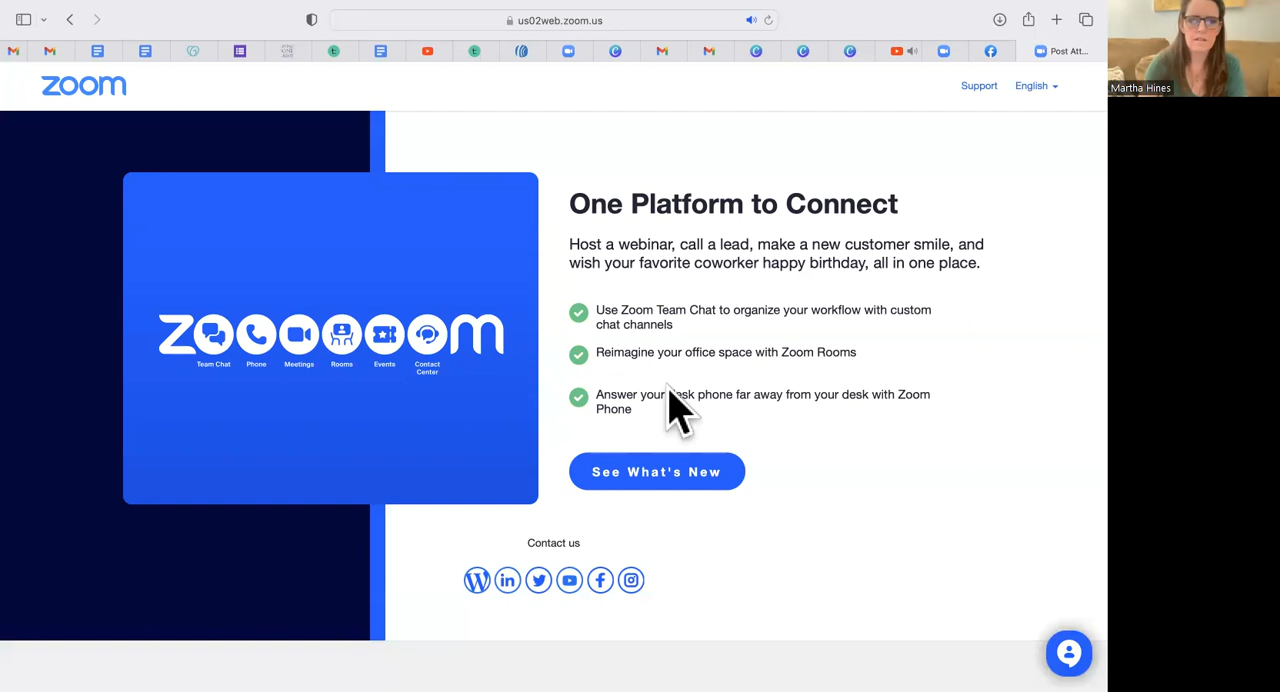 us02web.zoom.us
Post Att...
zoom
Support
English
Martha Hines
One Platform to Connect
Host a webinar, call a lead, make a new customer smile, and
wish your favorite coworker happy birthday, all in one place.
Use Zoom Team Chat to organize your workflow with custom
chat channels
Reimagine your office space with Zoom Rooms
Answer your desk phone far away from your desk with Zoom
Phone
See What's New
zoooooom
Team Chat
Phone
Meetings
Rooms
Events
Contact
Center
Contact us